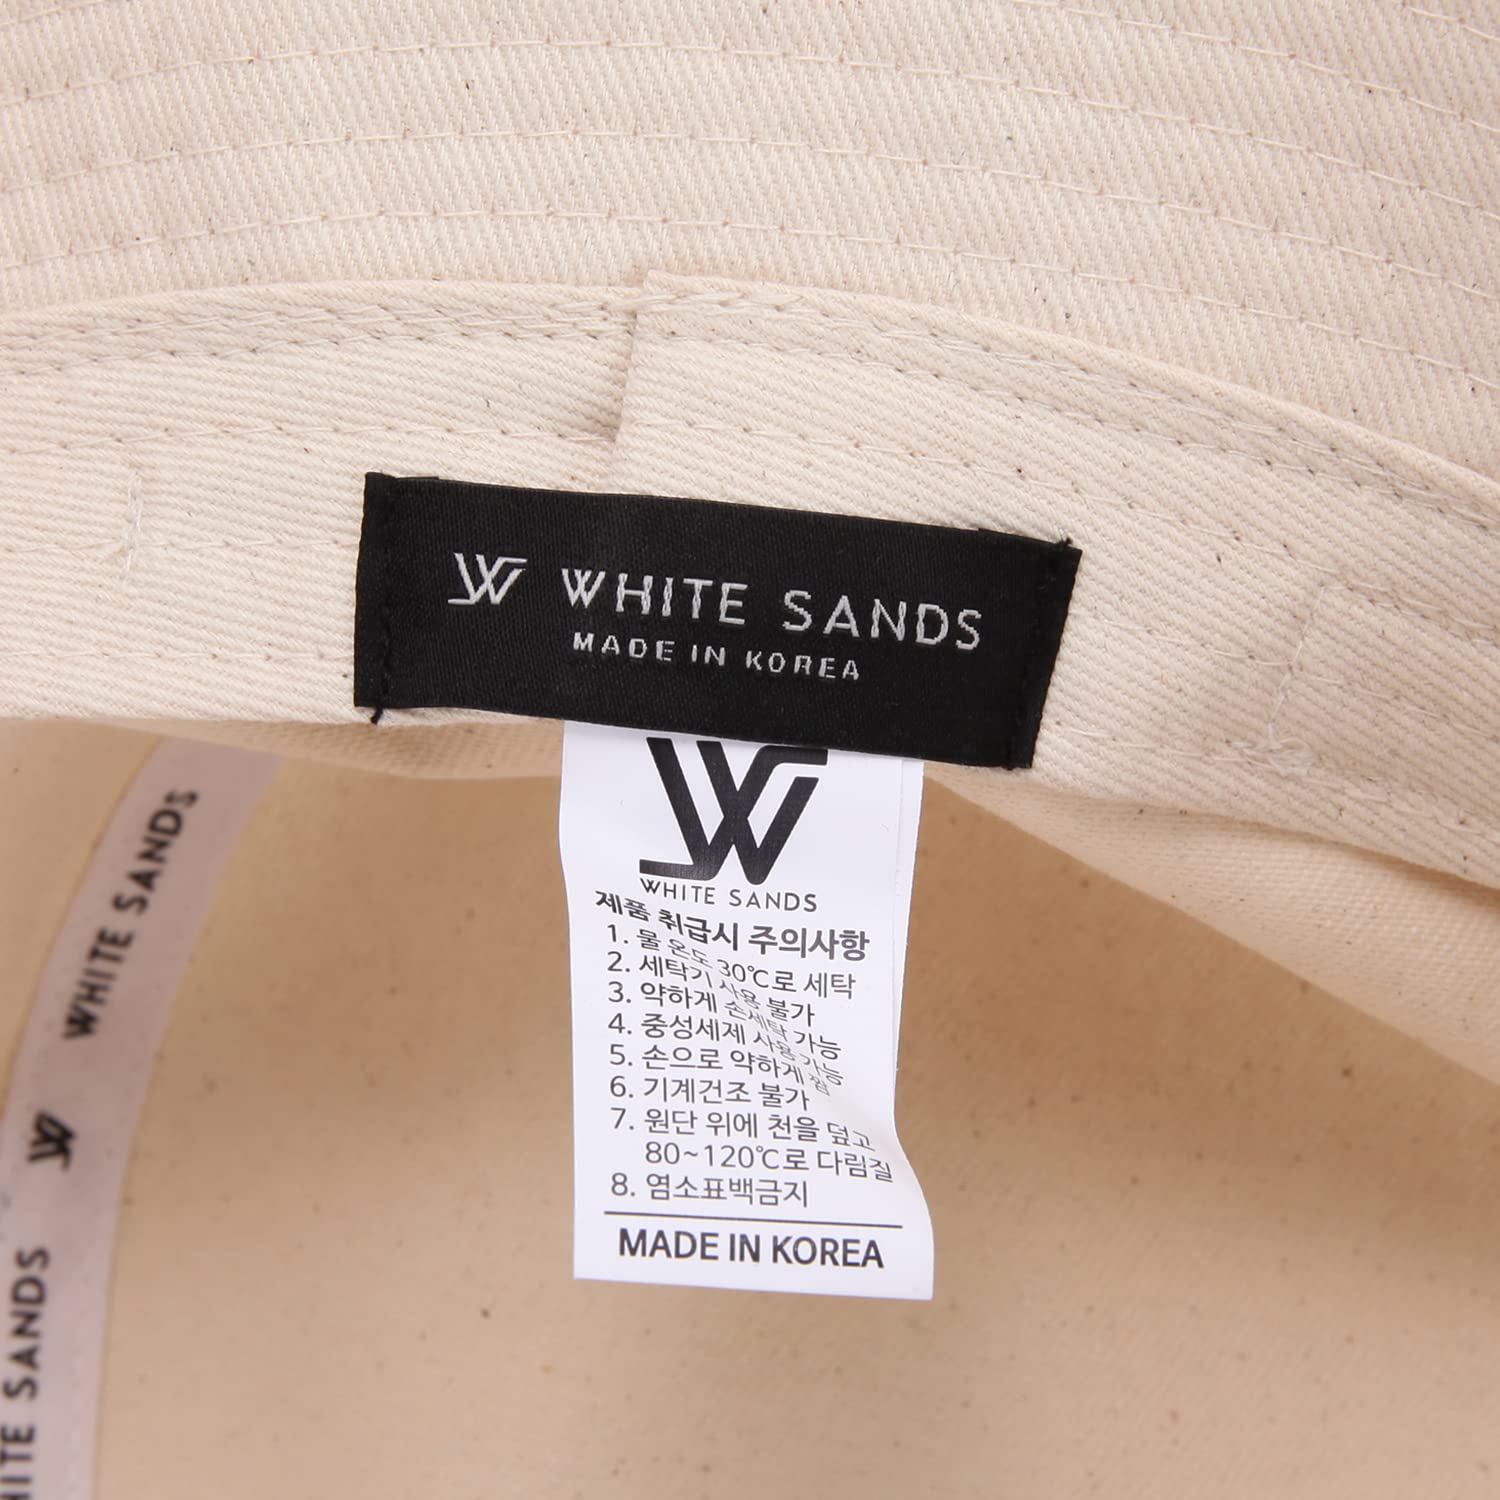 WHITE SANDS
MADE IN KOREA
WHITE SANDS
제품 취급시 주의사항
1. 물 온도 30℃로 세탁
2. 세탁기 사용 불가
3. 약하게 손세탁 가능
4. 중성세제 사용 가능
5. 손으로 약하게 짬
6. 기계건조 불가
7. 원단 위에 천을 덮고
80~120℃로 다림질
8. 염소표백금지
MADE IN KOREA
WHITE SANDS
WHITE SANDS